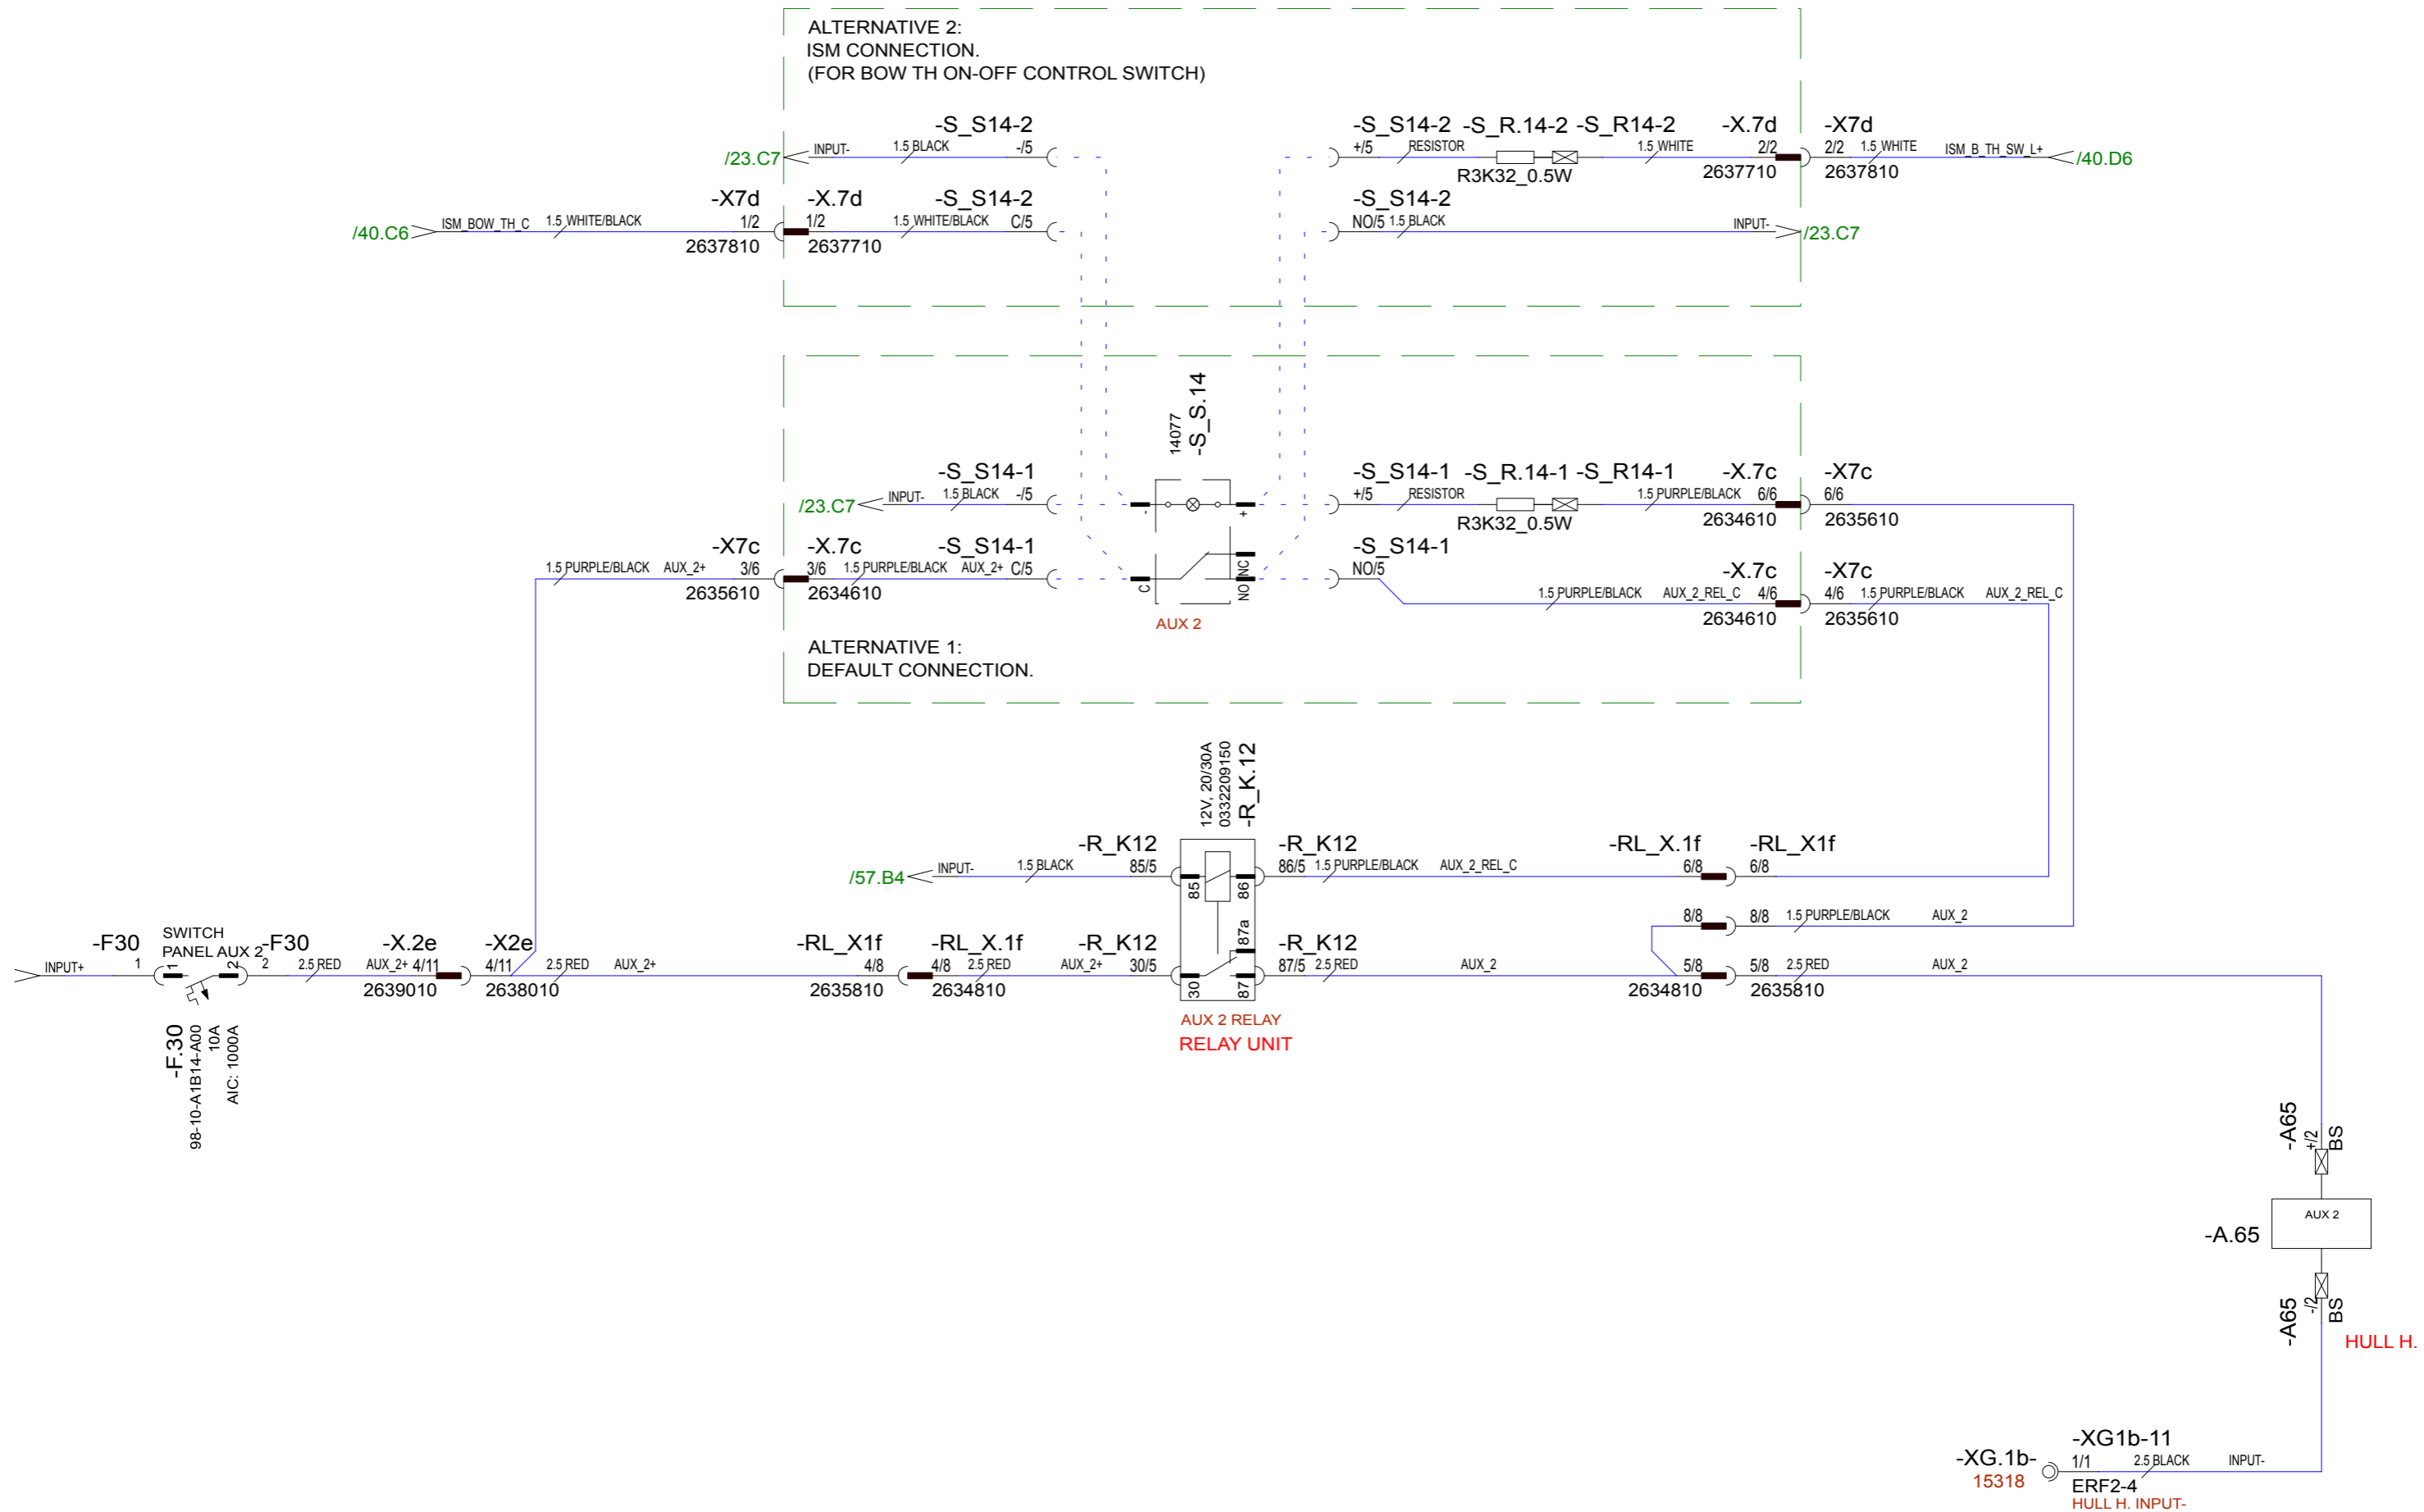 ALTERNATIVE 2:
ISM CONNECTION.
(FOR BOW TH ON-OFF CONTROL SWITCH)
-S_S14-2
/23.C7
INPUT-
1.5 BLACK
-/5
-S_S14-2
-S_R.14-2
-S_R14-2
-X.7d
-X7d
+/5
RESISTOR
R3K32_0.5W
1.5 WHITE
2/2
2637710
2/2
1.5 WHITE
ISM_B_TH_SW_L+
/40.D6
2637810
/40.C6
ISM_BOW_TH_C
1.5 WHITE/BLACK
-X7d
1/2
2637810
-X.7d
1/2
2637710
1.5 WHITE/BLACK
-S_S14-2
C/5
-S_S14-2
NO/5
1.5 BLACK
INPUT-
/23.C7
14077
-S_S.14
-S_S14-1
/23.C7
INPUT-
1.5 BLACK
-/5
-
+
-S_S14-1
-S_R.14-1
-S_R14-1
-X.7c
-X7c
+/5
RESISTOR
R3K32_0.5W
1.5 PURPLE/BLACK
6/6
2634610
6/6
2635610
1.5 PURPLE/BLACK
AUX_2+
-X7c
3/6
2635610
-X.7c
3/6
2634610
1.5 PURPLE/BLACK
AUX_2+
-S_S14-1
C/5
C
NC
NO
AUX 2
-S_S14-1
NO/5
1.5 PURPLE/BLACK
AUX_2_REL_C
-X.7c
4/6
2634610
-X7c
4/6
2635610
1.5 PURPLE/BLACK
AUX_2_REL_C
ALTERNATIVE 1:
DEFAULT CONNECTION.
12V, 20/30A
0332209150
-R_K.12
/57.B4
INPUT-
1.5 BLACK
-R_K12
85/5
85
86
-R_K12
86/5
1.5 PURPLE/BLACK
AUX_2_REL_C
-RL_X.1f
6/8
-RL_X1f
6/8
8/8
8/8
1.5 PURPLE/BLACK
AUX_2
INPUT+
-F30
1
SWITCH
PANEL AUX 2
1
2
-F30
2
2.5 RED
AUX_2+
-X.2e
4/11
2639010
-X2e
4/11
2638010
2.5 RED
AUX_2+
-RL_X1f
4/8
2635810
-RL_X.1f
4/8
2634810
2.5 RED
AUX_2+
-R_K12
30/5
30
87a
87
-R_K12
87/5
2.5 RED
AUX_2
5/8
2634810
5/8
2635810
2.5 RED
AUX_2
AUX 2 RELAY
RELAY UNIT
-F.30
98-10-A1B14-A00
10A
AIC: 1000A
-A65
+/2
BS
AUX 2
-A.65
-A65
-/2
BS
HULL H.
-XG.1b-
15318
-XG1b-11
1/1
2.5 BLACK
INPUT-
ERF2-4
HULL H. INPUT-